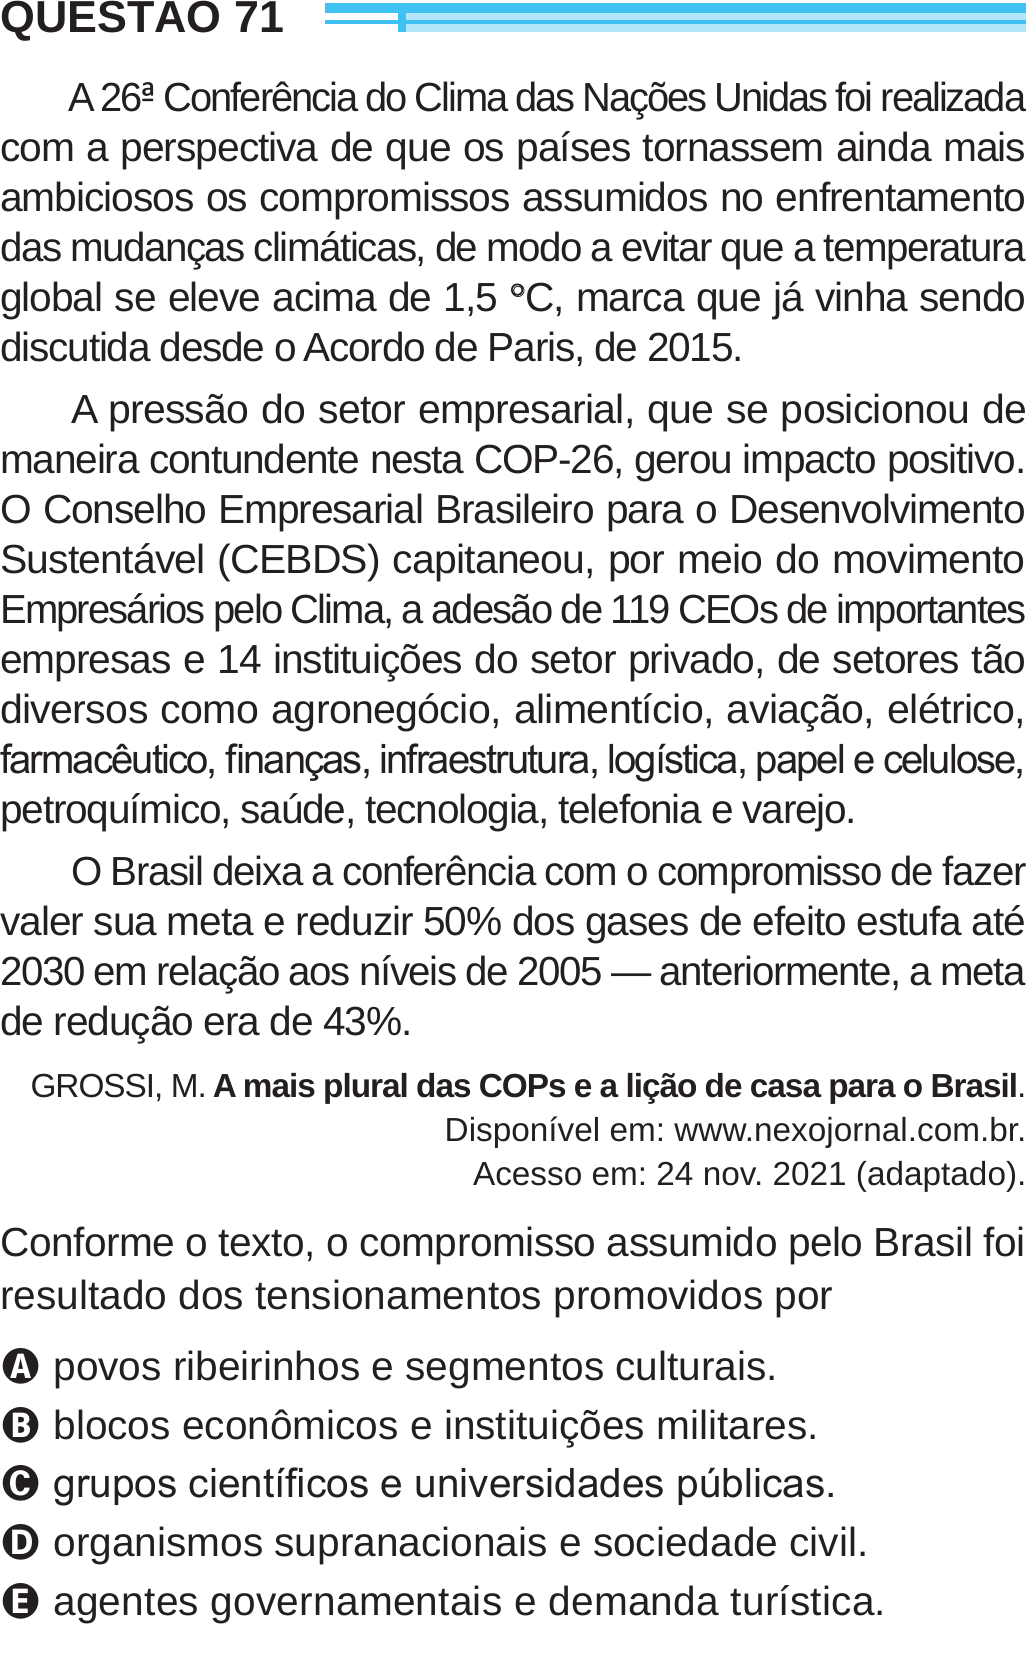 QUESTÃO 71
A 26ª Conferência do Clima das Nações Unidas foi realizada
com a perspectiva de que os países tornassem ainda mais
ambiciosos os compromissos assumidos no enfrentamento
das mudanças climáticas, de modo a evitar que a temperatura
global se eleve acima de 1,5 °C, marca que já vinha sendo
discutida desde o Acordo de Paris, de 2015.
A pressão do setor empresarial, que se posicionou de
maneira contundente nesta COP-26, gerou impacto positivo.
O Conselho Empresarial Brasileiro para o Desenvolvimento
Sustentável (CEBDS) capitaneou, por meio do movimento
Empresários pelo Clima, a adesão de 119 CEOs de importantes
empresas e 14 instituições do setor privado, de setores tão
diversos como agronegócio, alimentício, aviação, elétrico,
farmacêutico, finanças, infraestrutura, logística, papel e celulose,
petroquímico, saúde, tecnologia, telefonia e varejo.
O Brasil deixa a conferência com o compromisso de fazer
valer sua meta e reduzir 50% dos gases de efeito estufa até
2030 em relação aos níveis de 2005 — anteriormente, a meta
de redução era de 43%.
GROSSI, M. A mais plural das COPs e a lição de casa para o Brasil.
Disponível em: www.nexojornal.com.br.
Acesso em: 24 nov. 2021 (adaptado).
Conforme o texto, o compromisso assumido pelo Brasil foi
resultado dos tensionamentos promovidos por
A povos ribeirinhos e segmentos culturais.
B blocos econômicos e instituições militares.
C grupos científicos e universidades públicas.
D organismos supranacionais e sociedade civil.
E agentes governamentais e demanda turística.